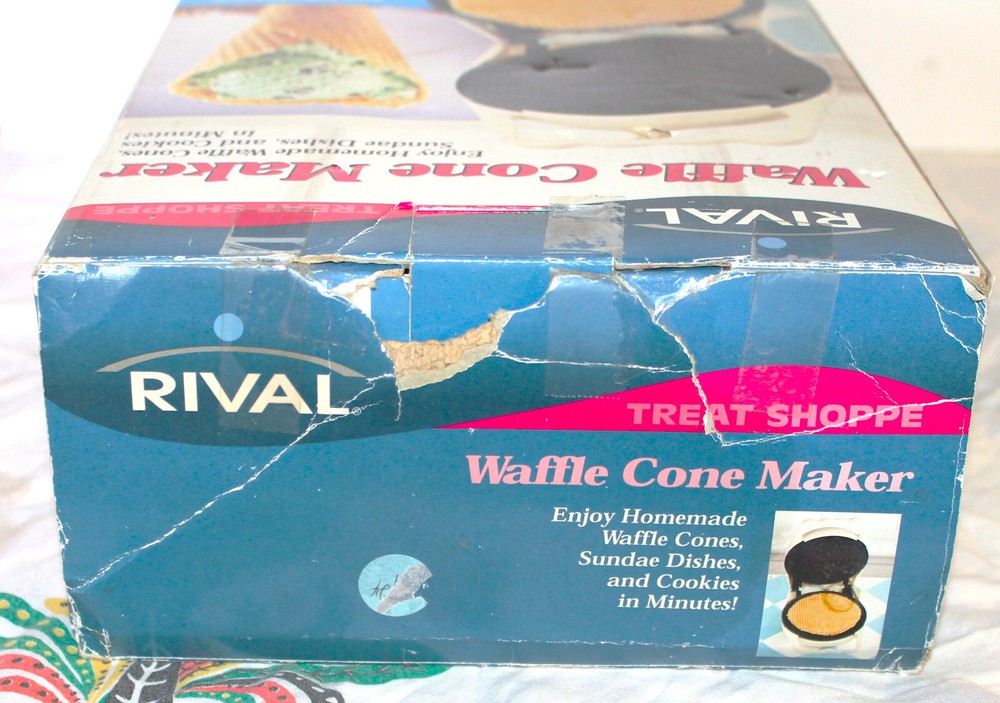 Enjoy Homemade Waffle Cones,
Sundae Dishes, and Cookies
in Minutes!
Waffle Cone Maker
TREAT SHOPPE
RiVAL®
RIVAL®
TREAT SHOPPE
Waffle Cone Maker
Enjoy Homemade
Waffle Cones,
Sundae Dishes,
and Cookies
in Minutes!